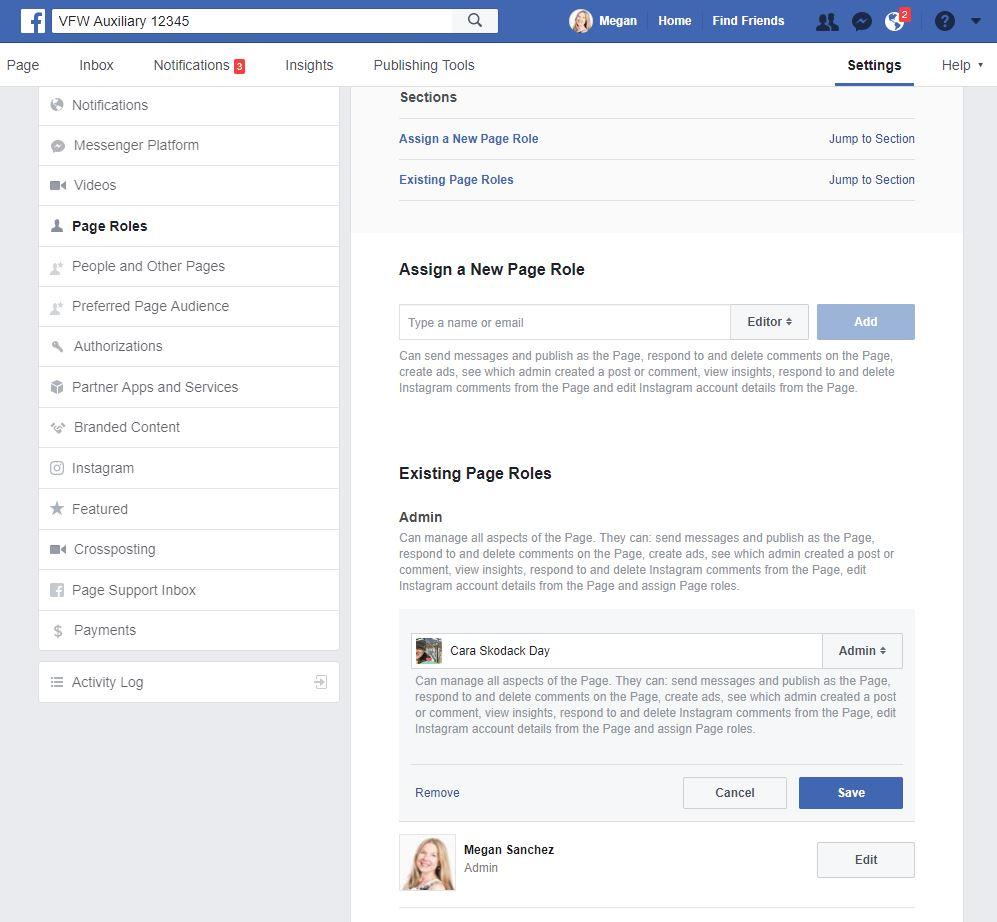 VFW Auxiliary 12345
Megan
Home
Find Friends
2
Page
Inbox
Notifications 3
Insights
Publishing Tools
Settings
Help
Notifications
Messenger Platform
Videos
Page Roles
People and Other Pages
Preferred Page Audience
Authorizations
Partner Apps and Services
Branded Content
Instagram
Featured
Crossposting
Page Support Inbox
Payments
Activity Log
Sections
Assign a New Page Role
Jump to Section
Existing Page Roles
Jump to Section
Assign a New Page Role
Type a name or email
Editor
Add
Can send messages and publish as the Page, respond to and delete comments on the Page,
create ads, see which admin created a post or comment, view insights, respond to and delete
Instagram comments from the Page and edit Instagram account details from the Page.
Existing Page Roles
Admin
Can manage all aspects of the Page. They can: send messages and publish as the Page,
respond to and delete comments on the Page, create ads, see which admin created a post or
comment, view insights, respond to and delete Instagram comments from the Page, edit
Instagram account details from the Page and assign Page roles.
Cara Skodack Day
Admin
Can manage all aspects of the Page. They can: send messages and publish as the Page,
respond to and delete comments on the Page, create ads, see which admin created a post
or comment, view insights, respond to and delete Instagram comments from the Page, edit
Instagram account details from the Page and assign Page roles.
Remove
Cancel
Save
Megan Sanchez
Admin
Edit